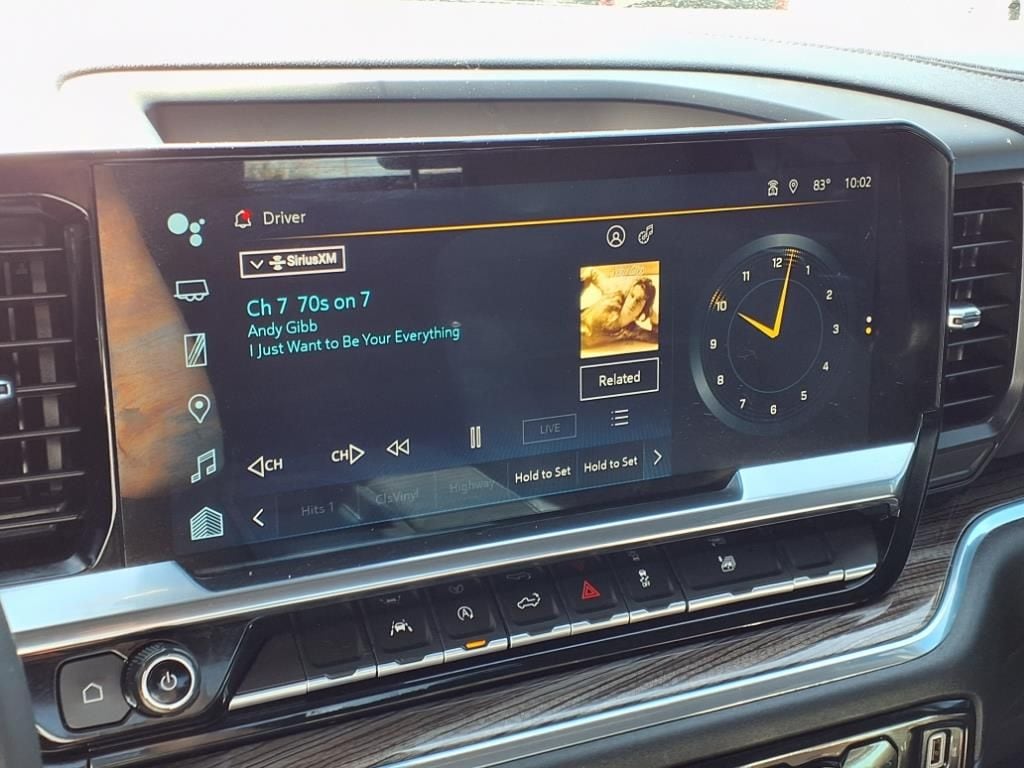 83° 10:02
Driver
SiriusXM
Ch 7 70s on 7
Andy Gibb
I Just Want to Be Your Everything
Related
12
1
2
3
4
5
6
7
8
9
10
11
CH CH LIVE
Hits 1 ClsVinyl Highway Hold to Set Hold to Set
A